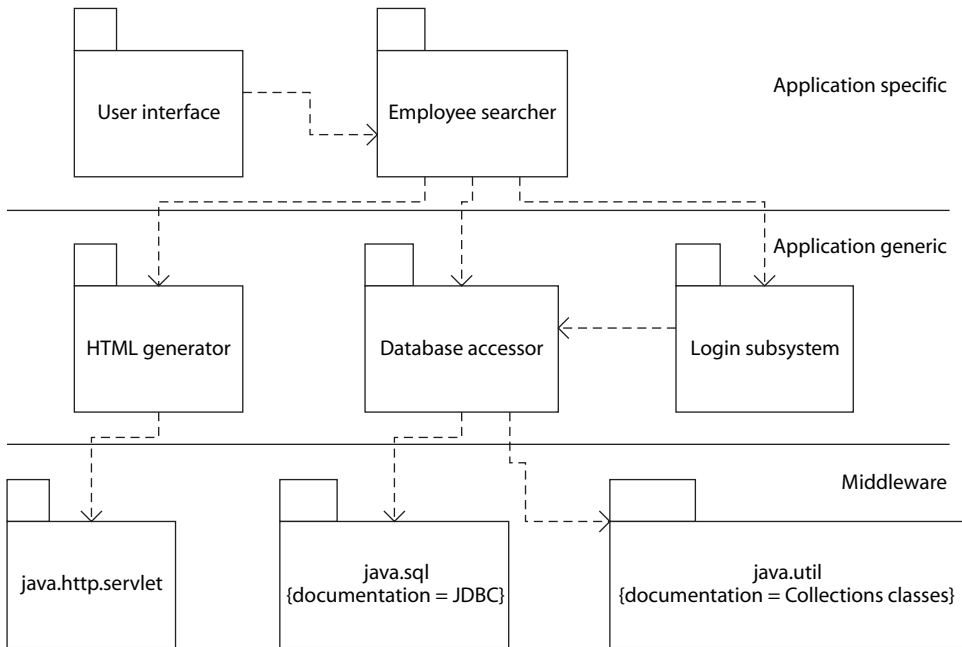 Application specific
User interface
Employee searcher
Application generic
HTML generator
Database accessor
Login subsystem
Middleware
java.http.servlet
java.sql
{documentation = JDBC}
java.util
{documentation = Collections classes}